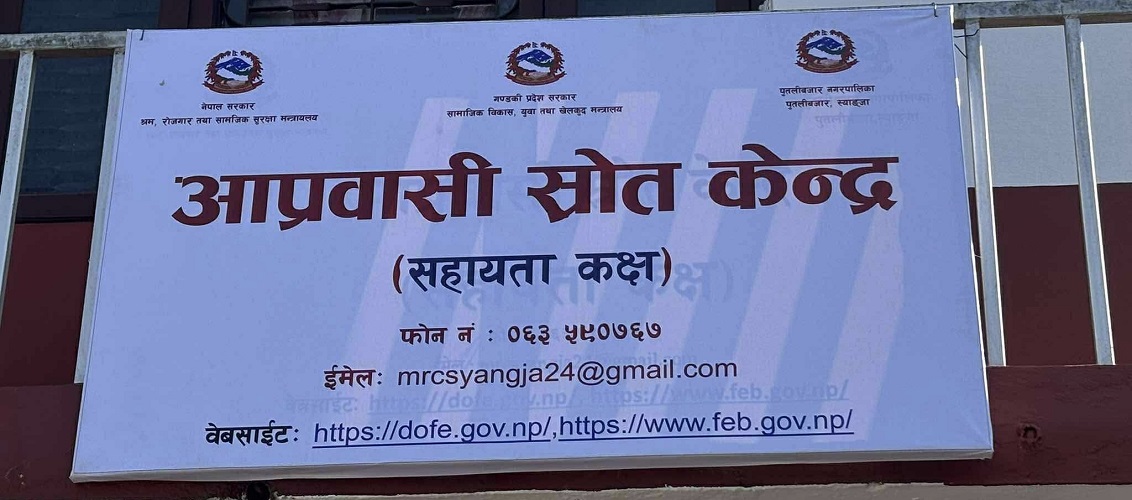 नेपाल सरकार
श्रम, रोजगार तथा सामजिक सुरक्षा मन्त्रायलय
गण्डकी प्रदेश सरकार
सामाजिक विकास, युवा तथा खेलकुद मन्त्रालय
पुतलीबजार नगरपालिका
पुतलीबजार, स्याङ्जा
आप्रवासी स्रोत केन्द्र
(सहायता कक्ष)
फोन नं : ०६३ ५९०७६७
ईमेल: mrcsyangja24@gmail.com
वेबसाईट: https://dofe.gov.np/,https://www.feb.gov.np/